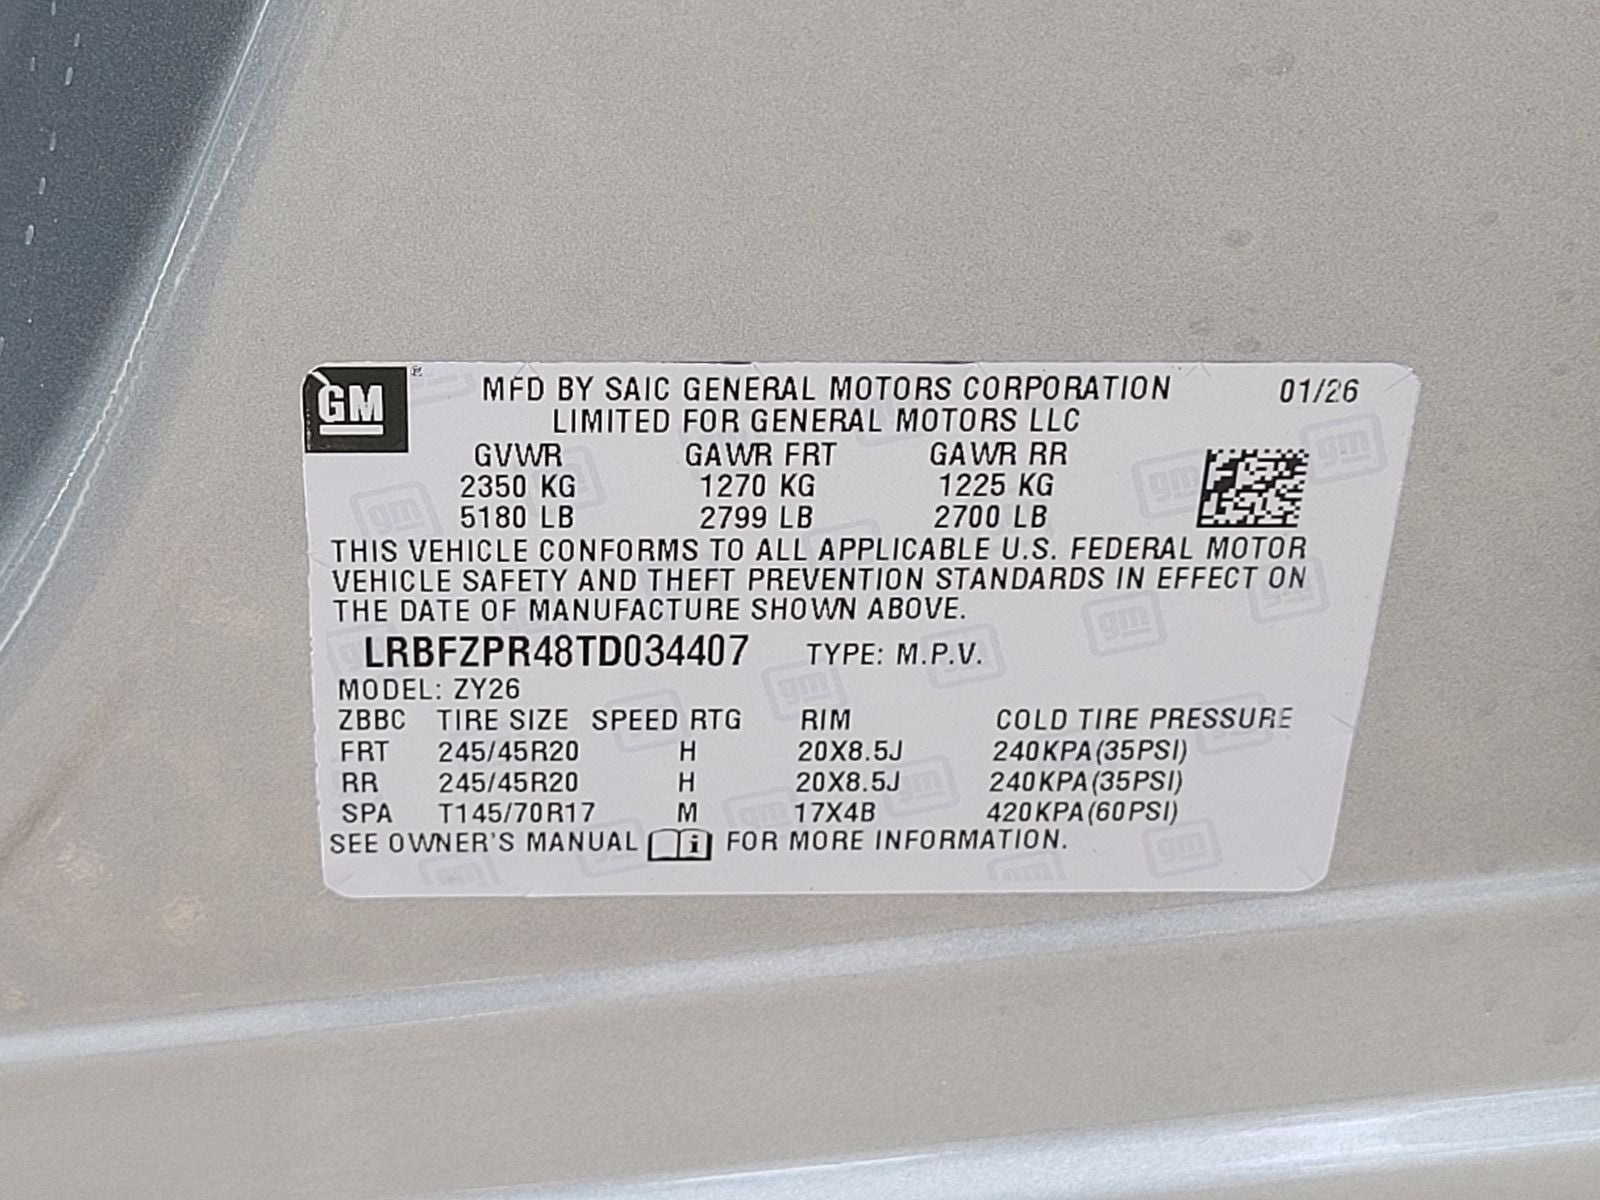 GM ®
MFD BY SAIC GENERAL MOTORS CORPORATION 01/26
LIMITED FOR GENERAL MOTORS LLC
GVWR GAWR FRT GAWR RR
2350 KG 1270 KG 1225 KG
5180 LB 2799 LB 2700 LB
THIS VEHICLE CONFORMS TO ALL APPLICABLE U.S. FEDERAL MOTOR
VEHICLE SAFETY AND THEFT PREVENTION STANDARDS IN EFFECT ON
THE DATE OF MANUFACTURE SHOWN ABOVE.
LRBFZPR48TD034407 TYPE: M.P.V.
MODEL: ZY26
ZBBC TIRE SIZE SPEED RTG RIM COLD TIRE PRESSURE
FRT 245/45R20 H 20X8.5J 240KPA(35PSI)
RR 245/45R20 H 20X8.5J 240KPA(35PSI)
SPA T145/70R17 M 17X4B 420KPA(60PSI)
SEE OWNER'S MANUAL i FOR MORE INFORMATION.